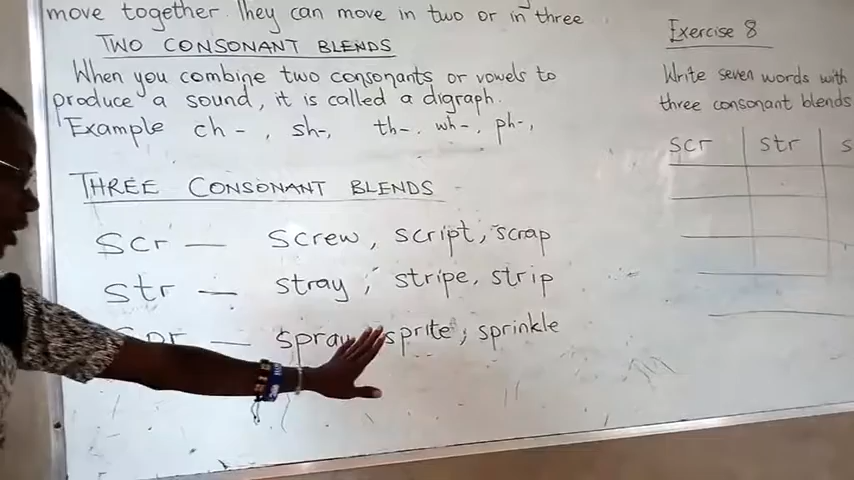 move together. They can move in two or in three
TWO CONSONANT BLENDS
When you combine two consonants or vowels to
produce a sound, it is called a digraph.
Example ch-, sh-, th-. wh-, ph-,
THREE CONSONANT BLENDS
Scr — screw, script, scrap
str — stray, stripe, strip
Spr — spray, sprite, sprinkle
Exercise 8
Write seven words with
three consonant blends
scr str s